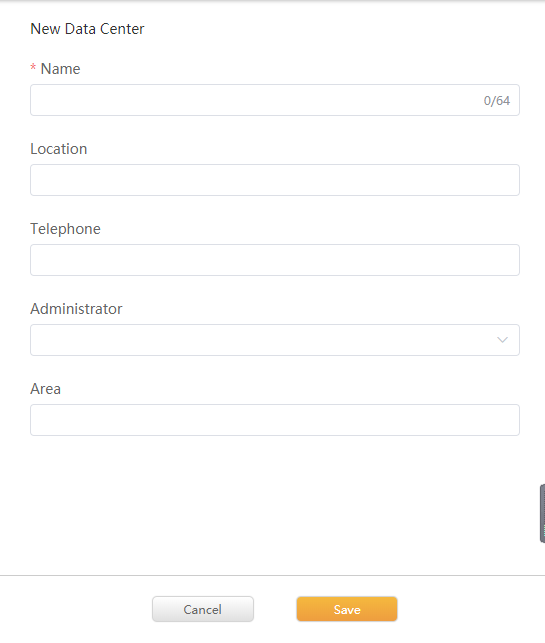 New Data Center
* Name
0/64
Location
Telephone
Administrator
Area
Cancel
Save